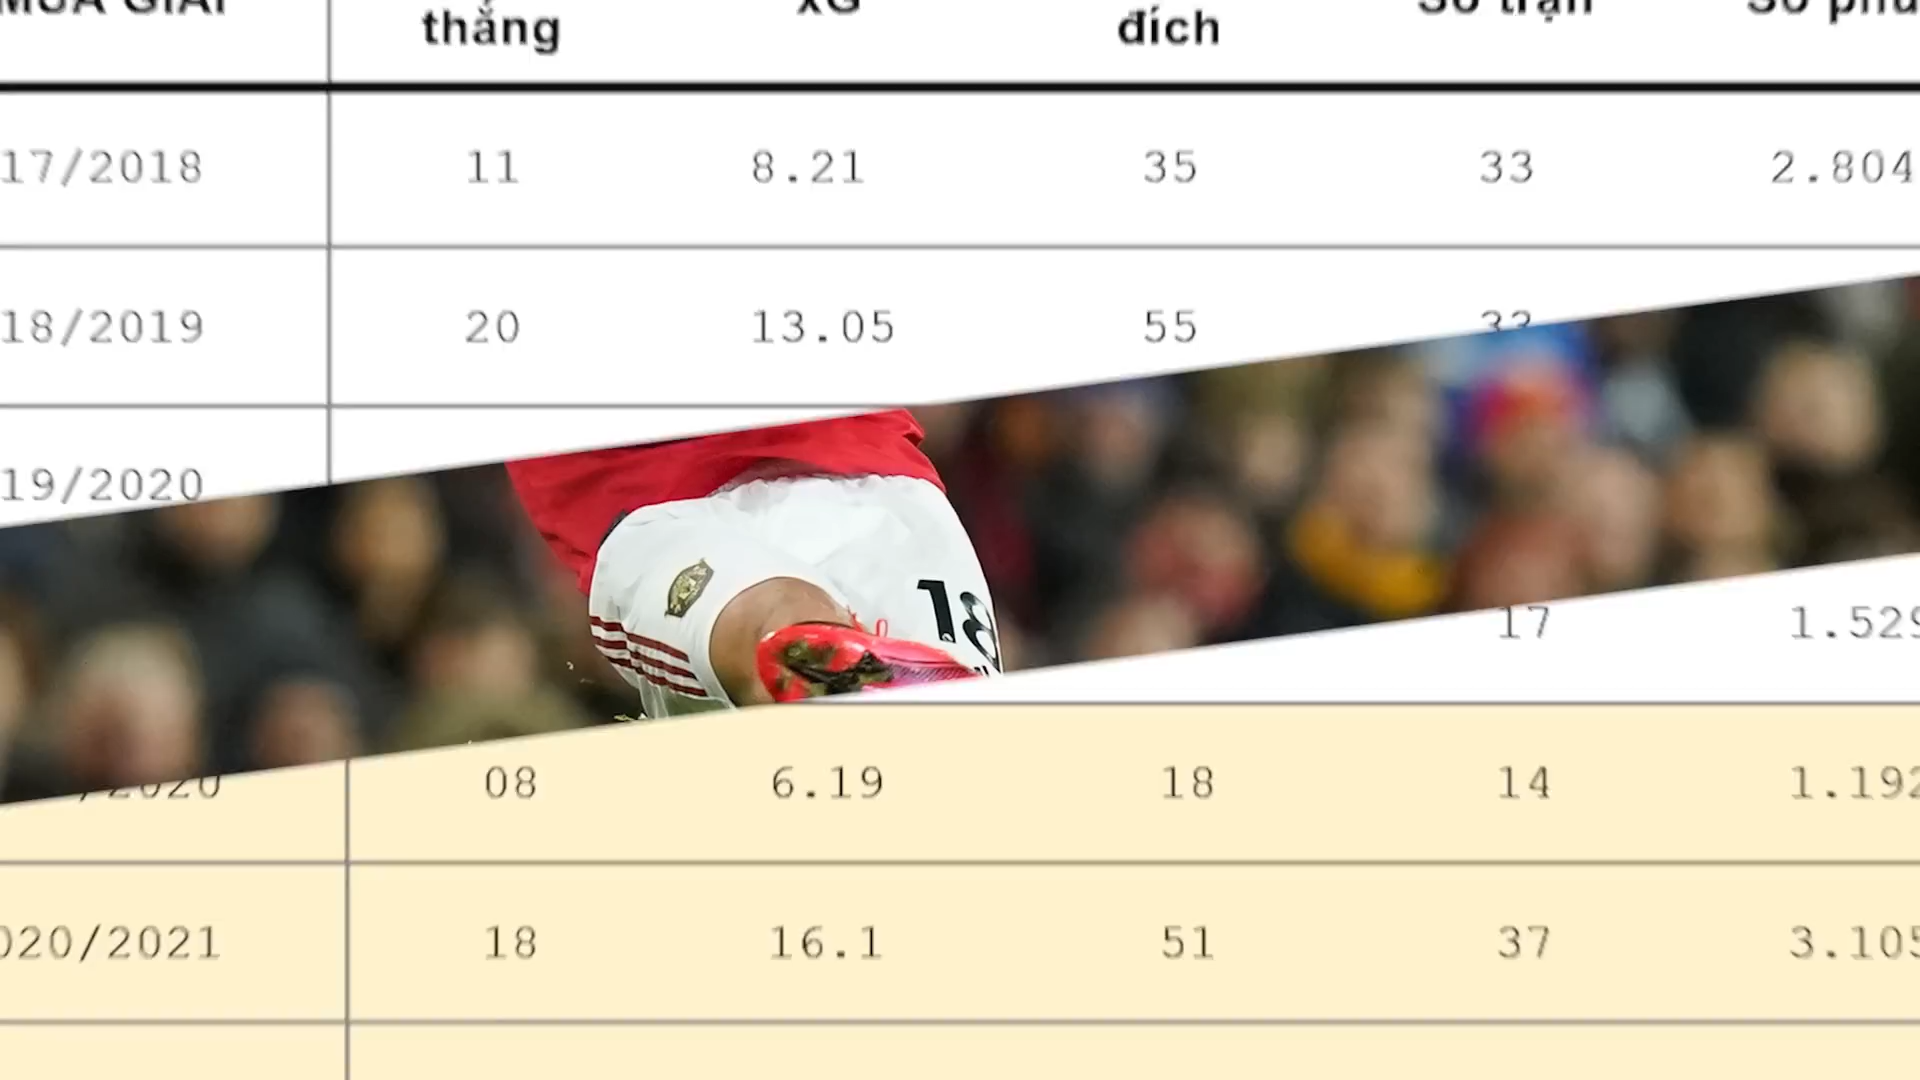 MÙA GIẢI xG Số trận
thắng đích
17/2018 11 8.21 35 33 2.804
18/2019 20 13.05 55 33
19/2020
18
17 1.529
/2020 08 6.19 18 14 1.192
020/2021 18 16.1 51 37 3.105